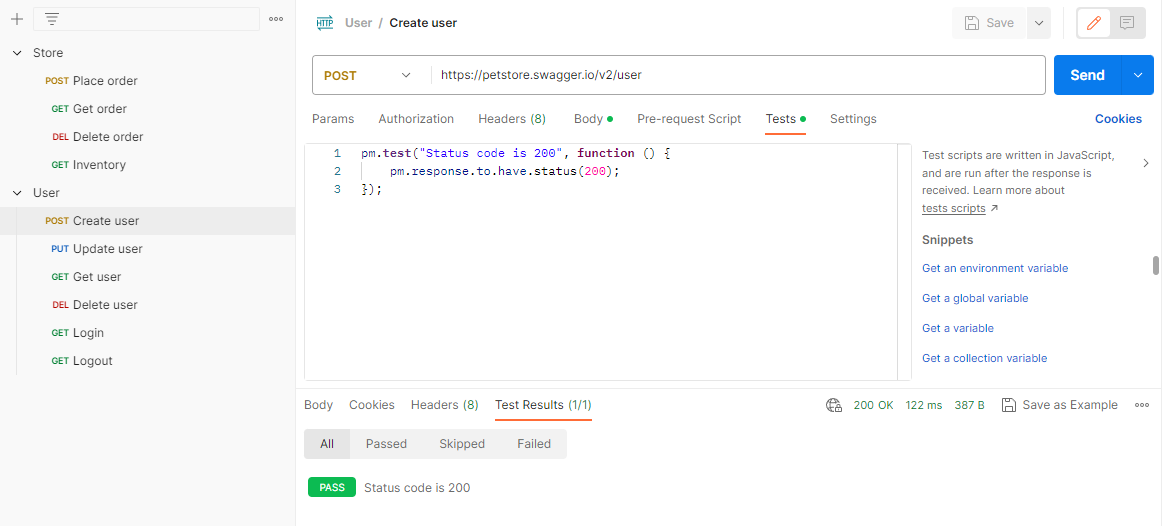 Store
POST Place order
GET Get order
DEL Delete order
GET Inventory
User
POST Create user
PUT Update user
GET Get user
DEL Delete user
GET Login
GET Logout
HTTP User / Create user
Save
POST https://petstore.swagger.io/v2/user
Send
Params Authorization Headers (8) Body Pre-request Script Tests Settings
Cookies
1 pm.test("Status code is 200", function () {
2 pm.response.to.have.status(200);
3 });
Test scripts are written in JavaScript,
and are run after the response is
received. Learn more about
tests scripts ↗
Snippets
Get an environment variable
Get a global variable
Get a variable
Get a collection variable
Body Cookies Headers (8) Test Results (1/1)
200 OK 122 ms 387 B Save as Example
All Passed Skipped Failed
PASS Status code is 200